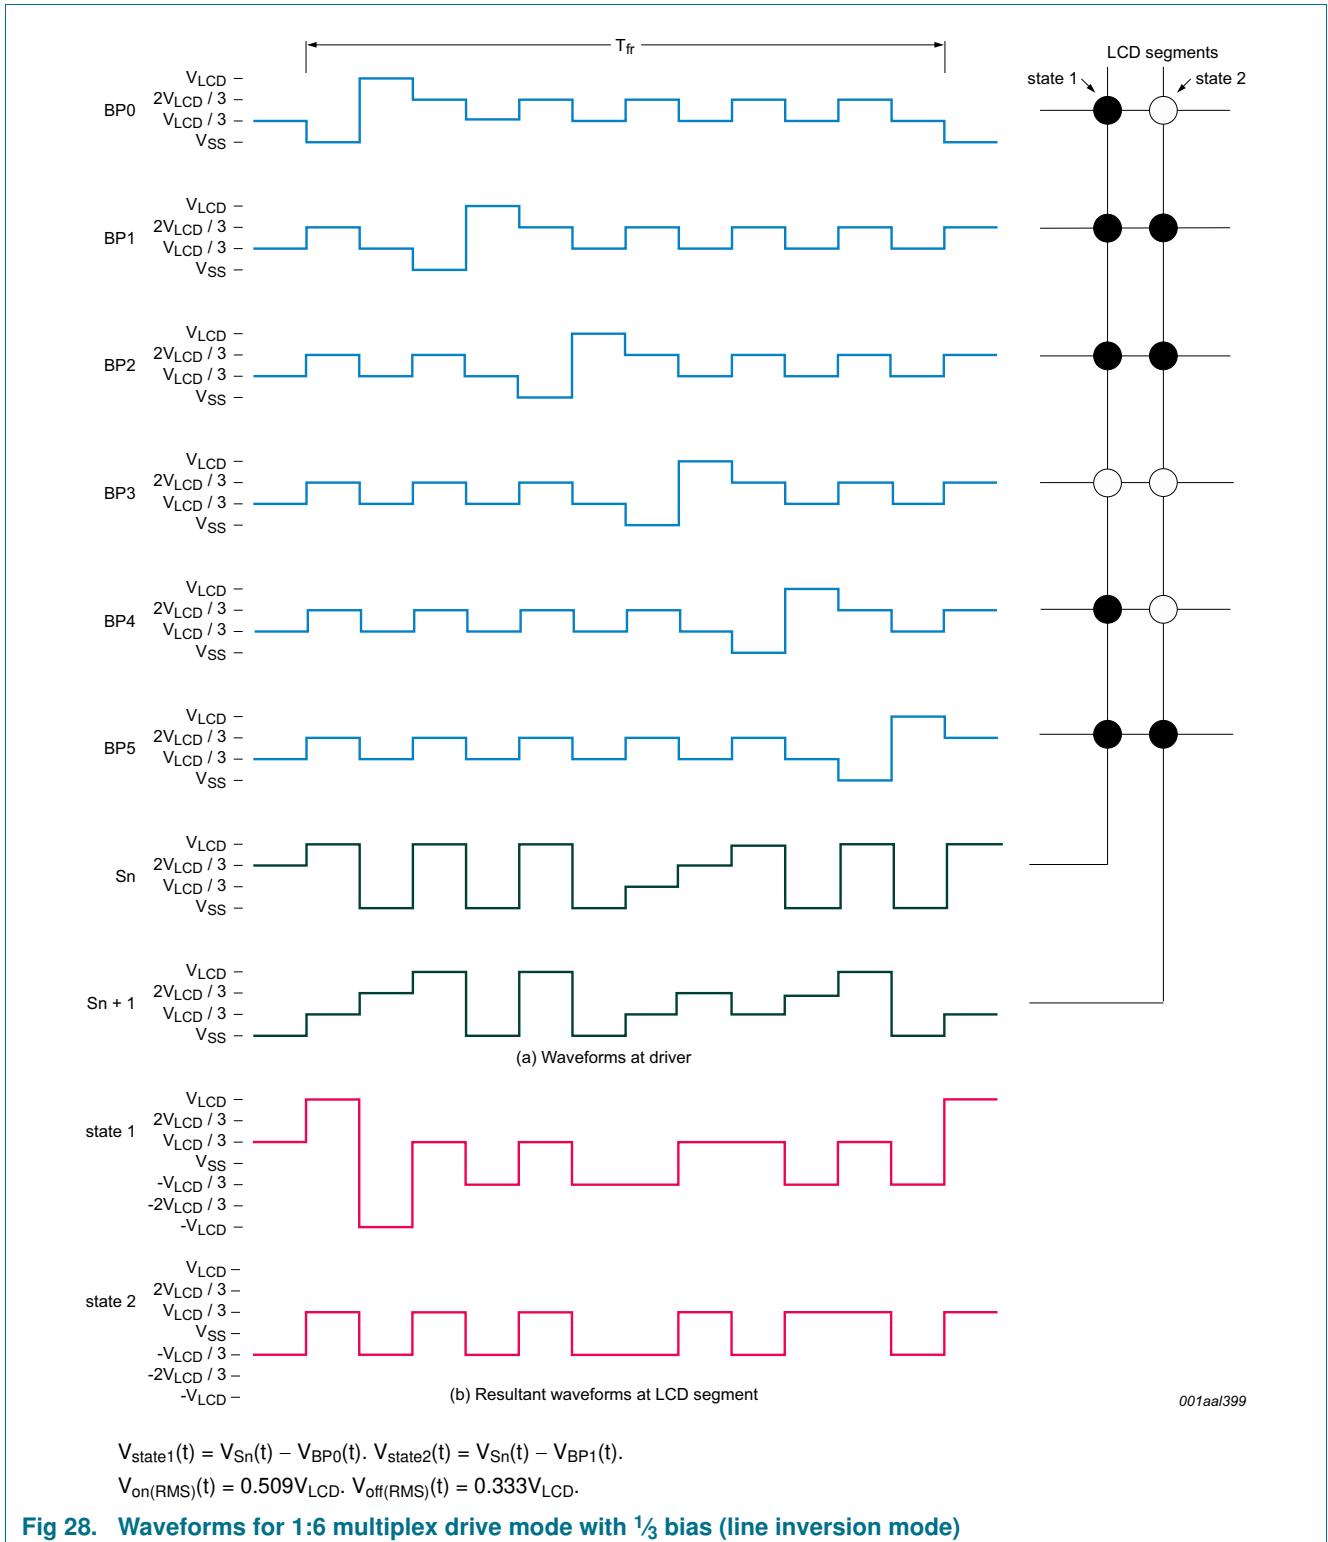 Tfr
LCD segments
state 1
state 2
BP0
VLCD
2VLCD / 3
VLCD / 3
VSS
BP1
VLCD
2VLCD / 3
VLCD / 3
VSS
BP2
VLCD
2VLCD / 3
VLCD / 3
VSS
BP3
VLCD
2VLCD / 3
VLCD / 3
VSS
BP4
VLCD
2VLCD / 3
VLCD / 3
VSS
BP5
VLCD
2VLCD / 3
VLCD / 3
VSS
Sn
VLCD
2VLCD / 3
VLCD / 3
VSS
Sn + 1
VLCD
2VLCD / 3
VLCD / 3
VSS
(a) Waveforms at driver
state 1
VLCD
2VLCD / 3
VLCD / 3
VSS
-VLCD / 3
-2VLCD / 3
-VLCD
state 2
VLCD
2VLCD / 3
VLCD / 3
VSS
-VLCD / 3
-2VLCD / 3
-VLCD
(b) Resultant waveforms at LCD segment
001aal399
Vstate1(t) = VSn(t) − VBP0(t). Vstate2(t) = VSn(t) − VBP1(t).
Von(RMS)(t) = 0.509VLCD. Voff(RMS)(t) = 0.333VLCD.
Fig 28. Waveforms for 1:6 multiplex drive mode with 1⁄3 bias (line inversion mode)